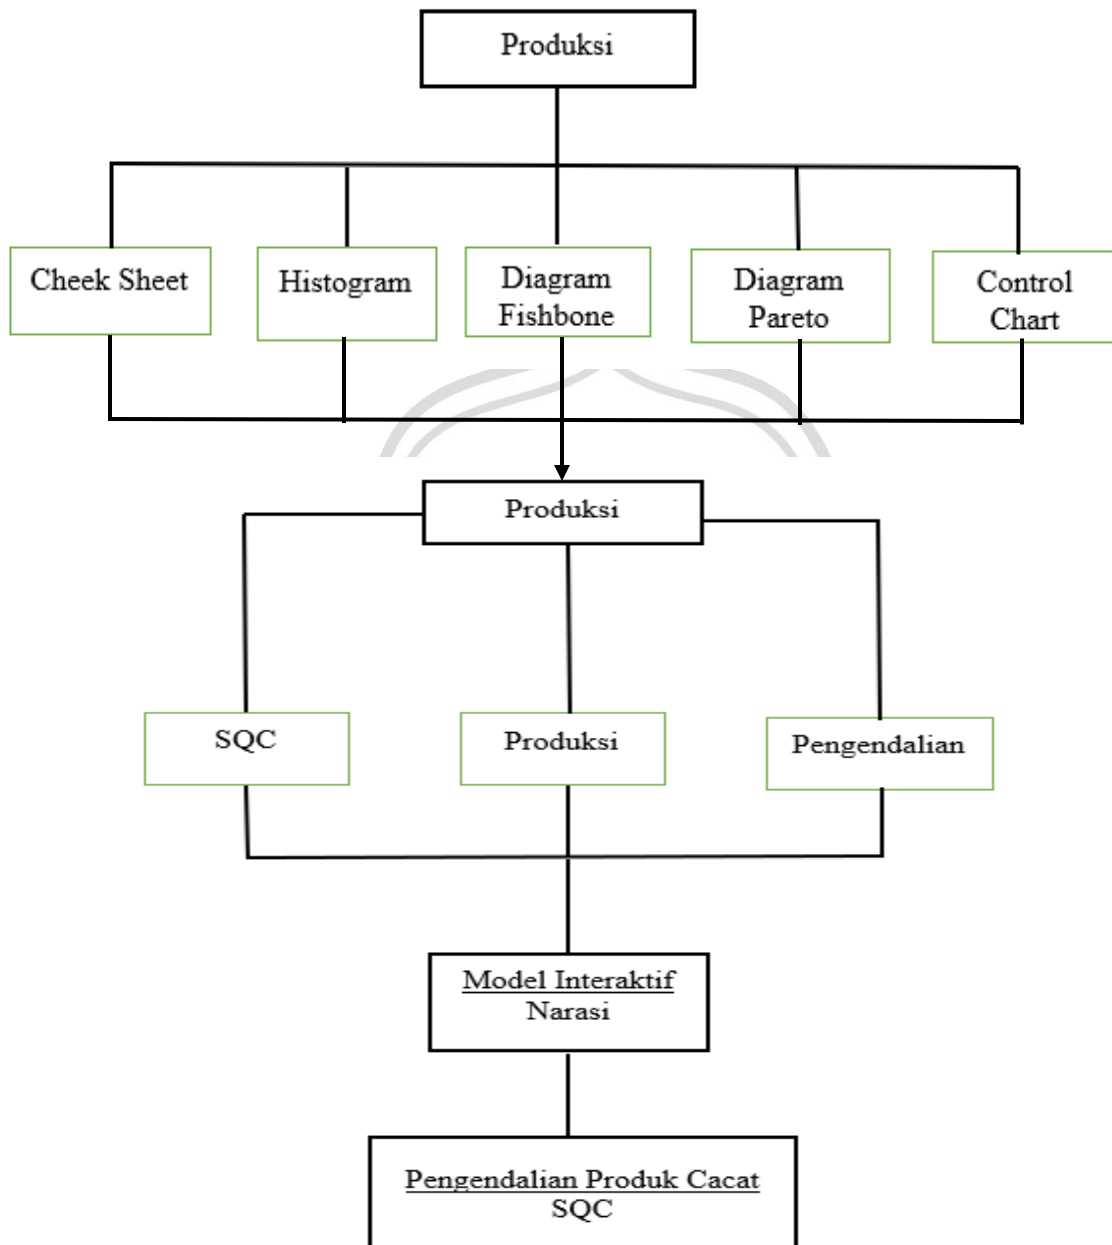 Produksi
Cheek Sheet
Histogram
Diagram
Fishbone
Diagram
Pareto
Control
Chart
Produksi
SQC
Produksi
Pengendalian
Model Interaktif
Narasi
Pengendalian Produk Cacat
SQC